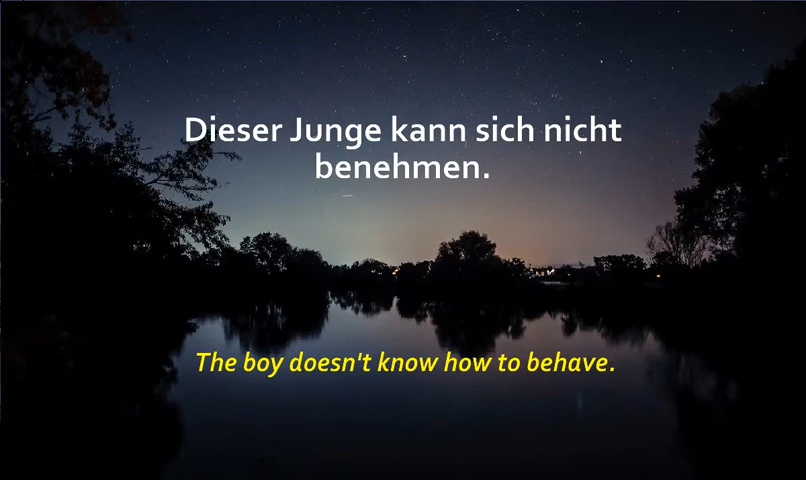 Dieser Junge kann sich nicht
benehmen.
The boy doesn't know how to behave.